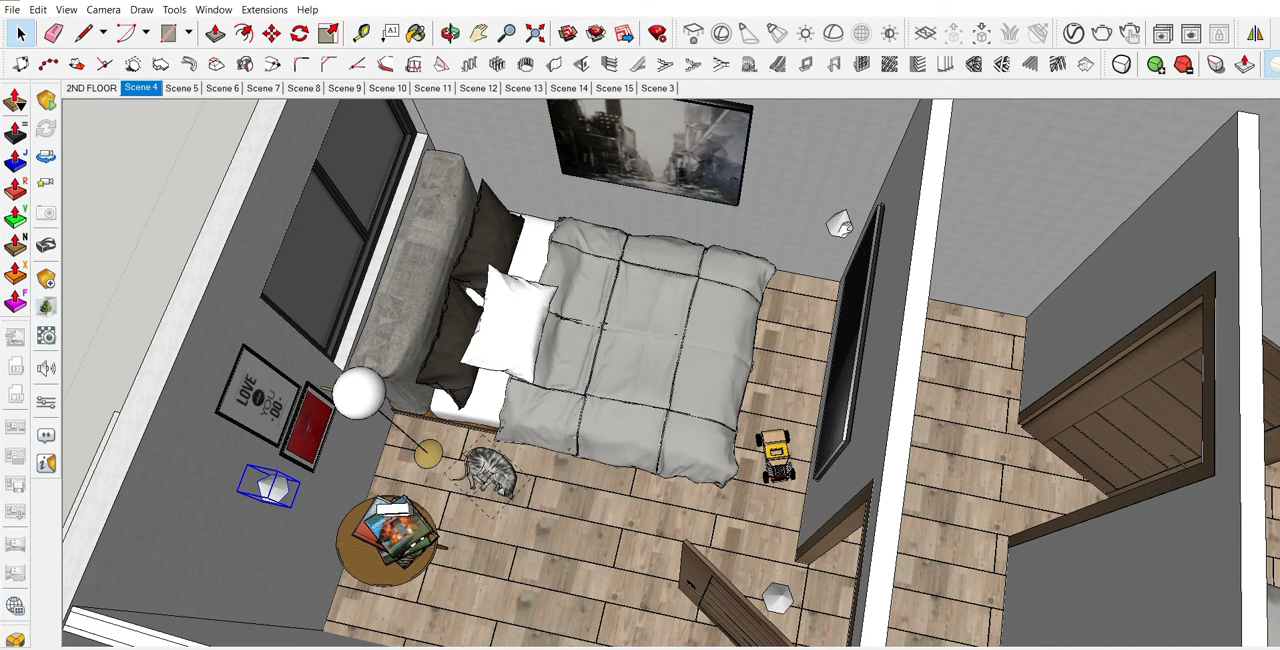 File Edit View Camera Draw Tools Window Extensions Help
A1
2ND FLOOR Scene 4 Scene 5 Scene 6 Scene 7 Scene 8 Scene 9 Scene 10 Scene 11 Scene 12 Scene 13 Scene 14 Scene 15 Scene 3
J
R
V
N
X
F
LOVE
YOU
DO